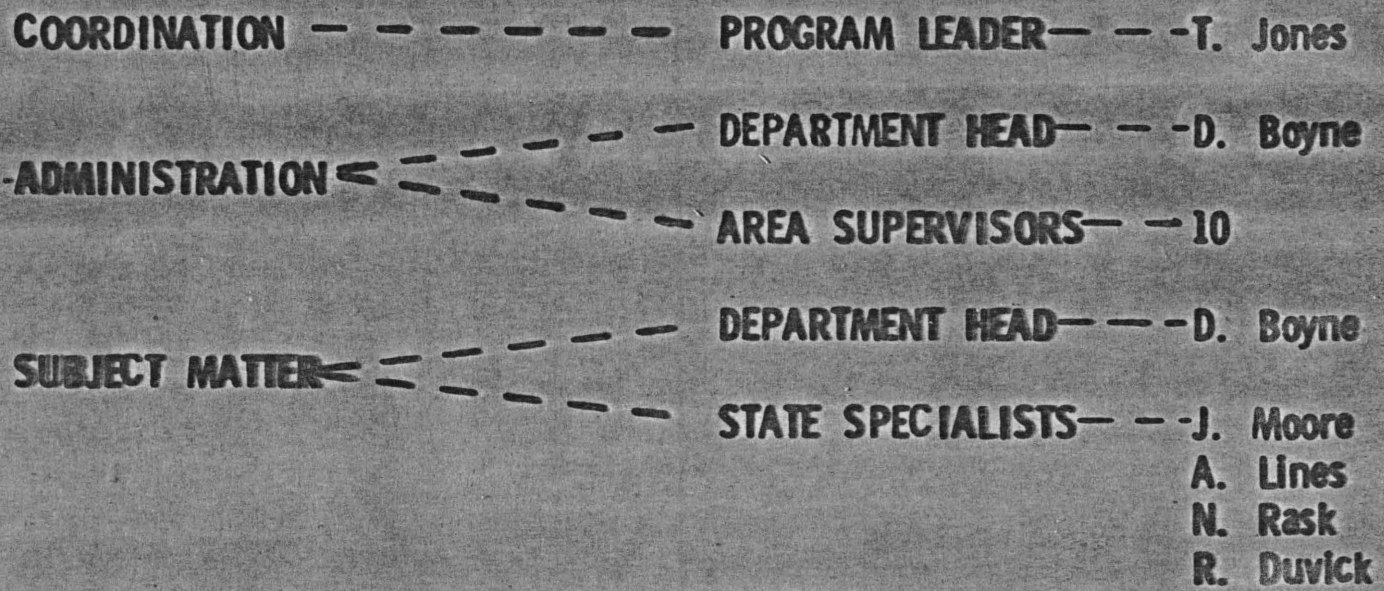 COORDINATION — — — — — — PROGRAM LEADER — — - T. Jones
DEPARTMENT HEAD — — - D. Boyne
-ADMINISTRATION
AREA SUPERVISORS — — 10
DEPARTMENT HEAD — — - D. Boyne
SUBJECT MATTER
STATE SPECIALISTS — — - J. Moore
A. Lines
N. Rask
R. Duvick